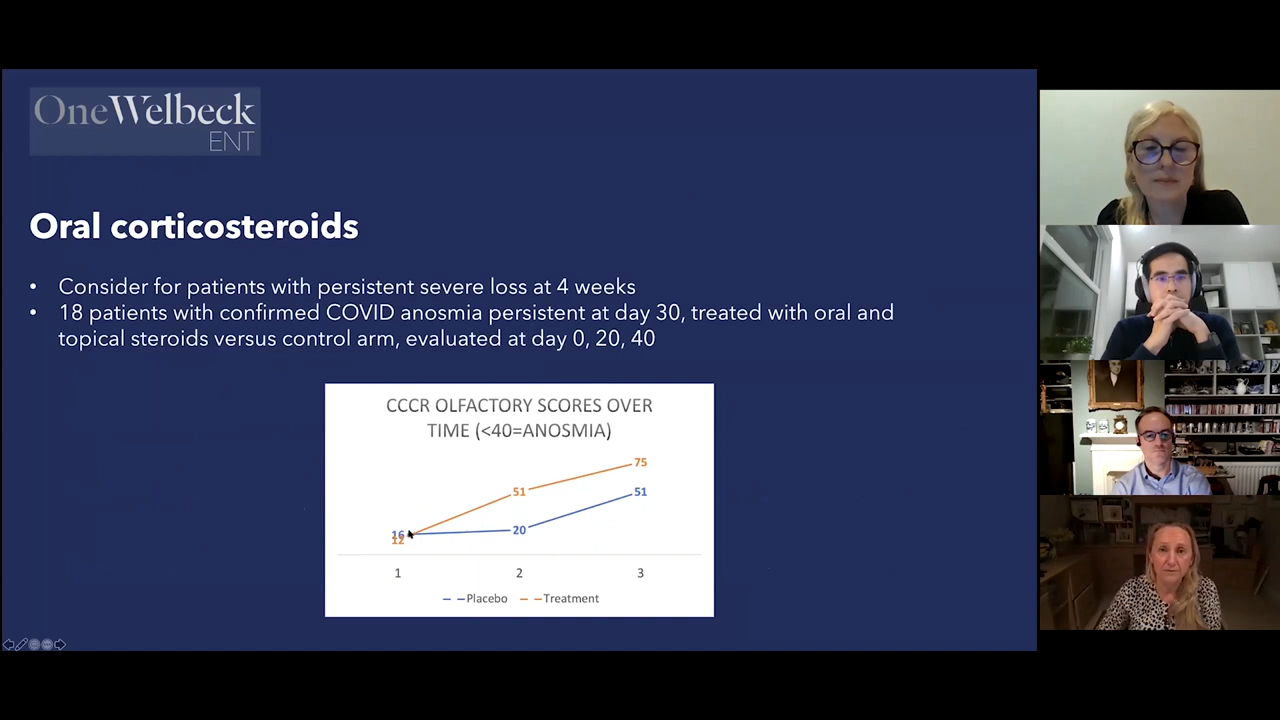 OneWelbeck
ENT
Oral corticosteroids
• Consider for patients with persistent severe loss at 4 weeks
• 18 patients with confirmed COVID anosmia persistent at day 30, treated with oral and
topical steroids versus control arm, evaluated at day 0, 20, 40
CCCR OLFACTORY SCORES OVER
TIME (<40=ANOSMIA)
75
51
51
20
16
12
1 2 3
Placebo Treatment